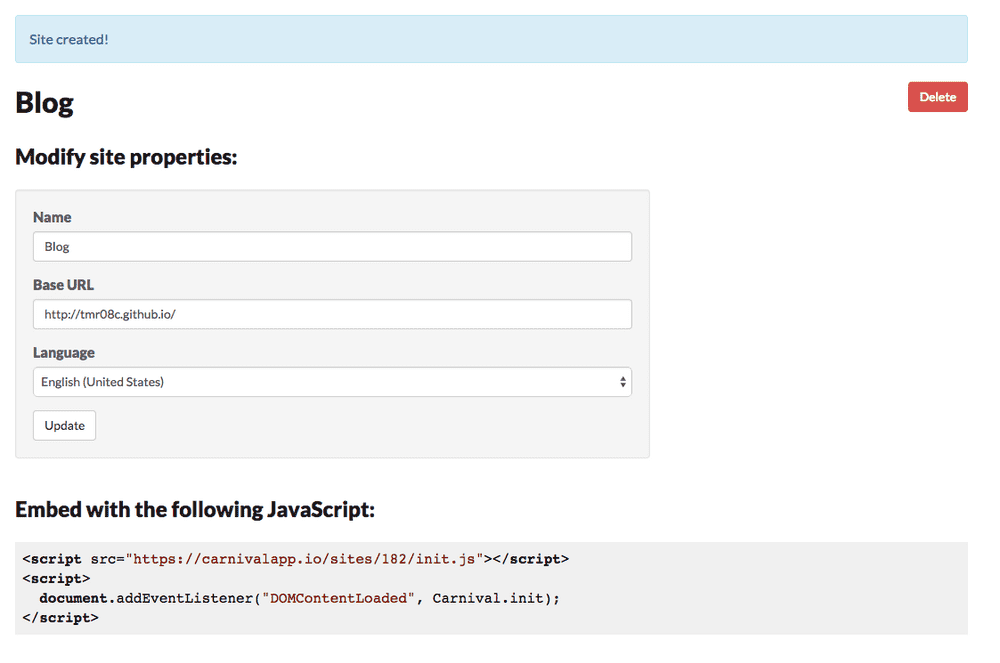 Site created!
Blog
Delete
Modify site properties:
Name
Blog
Base URL
http://tmr08c.github.io/
Language
English (United States)
Update
Embed with the following JavaScript:
<script src="https://carnivalapp.io/sites/182/init.js"></script>
<script>
  document.addEventListener("DOMContentLoaded", Carnival.init);
</script>